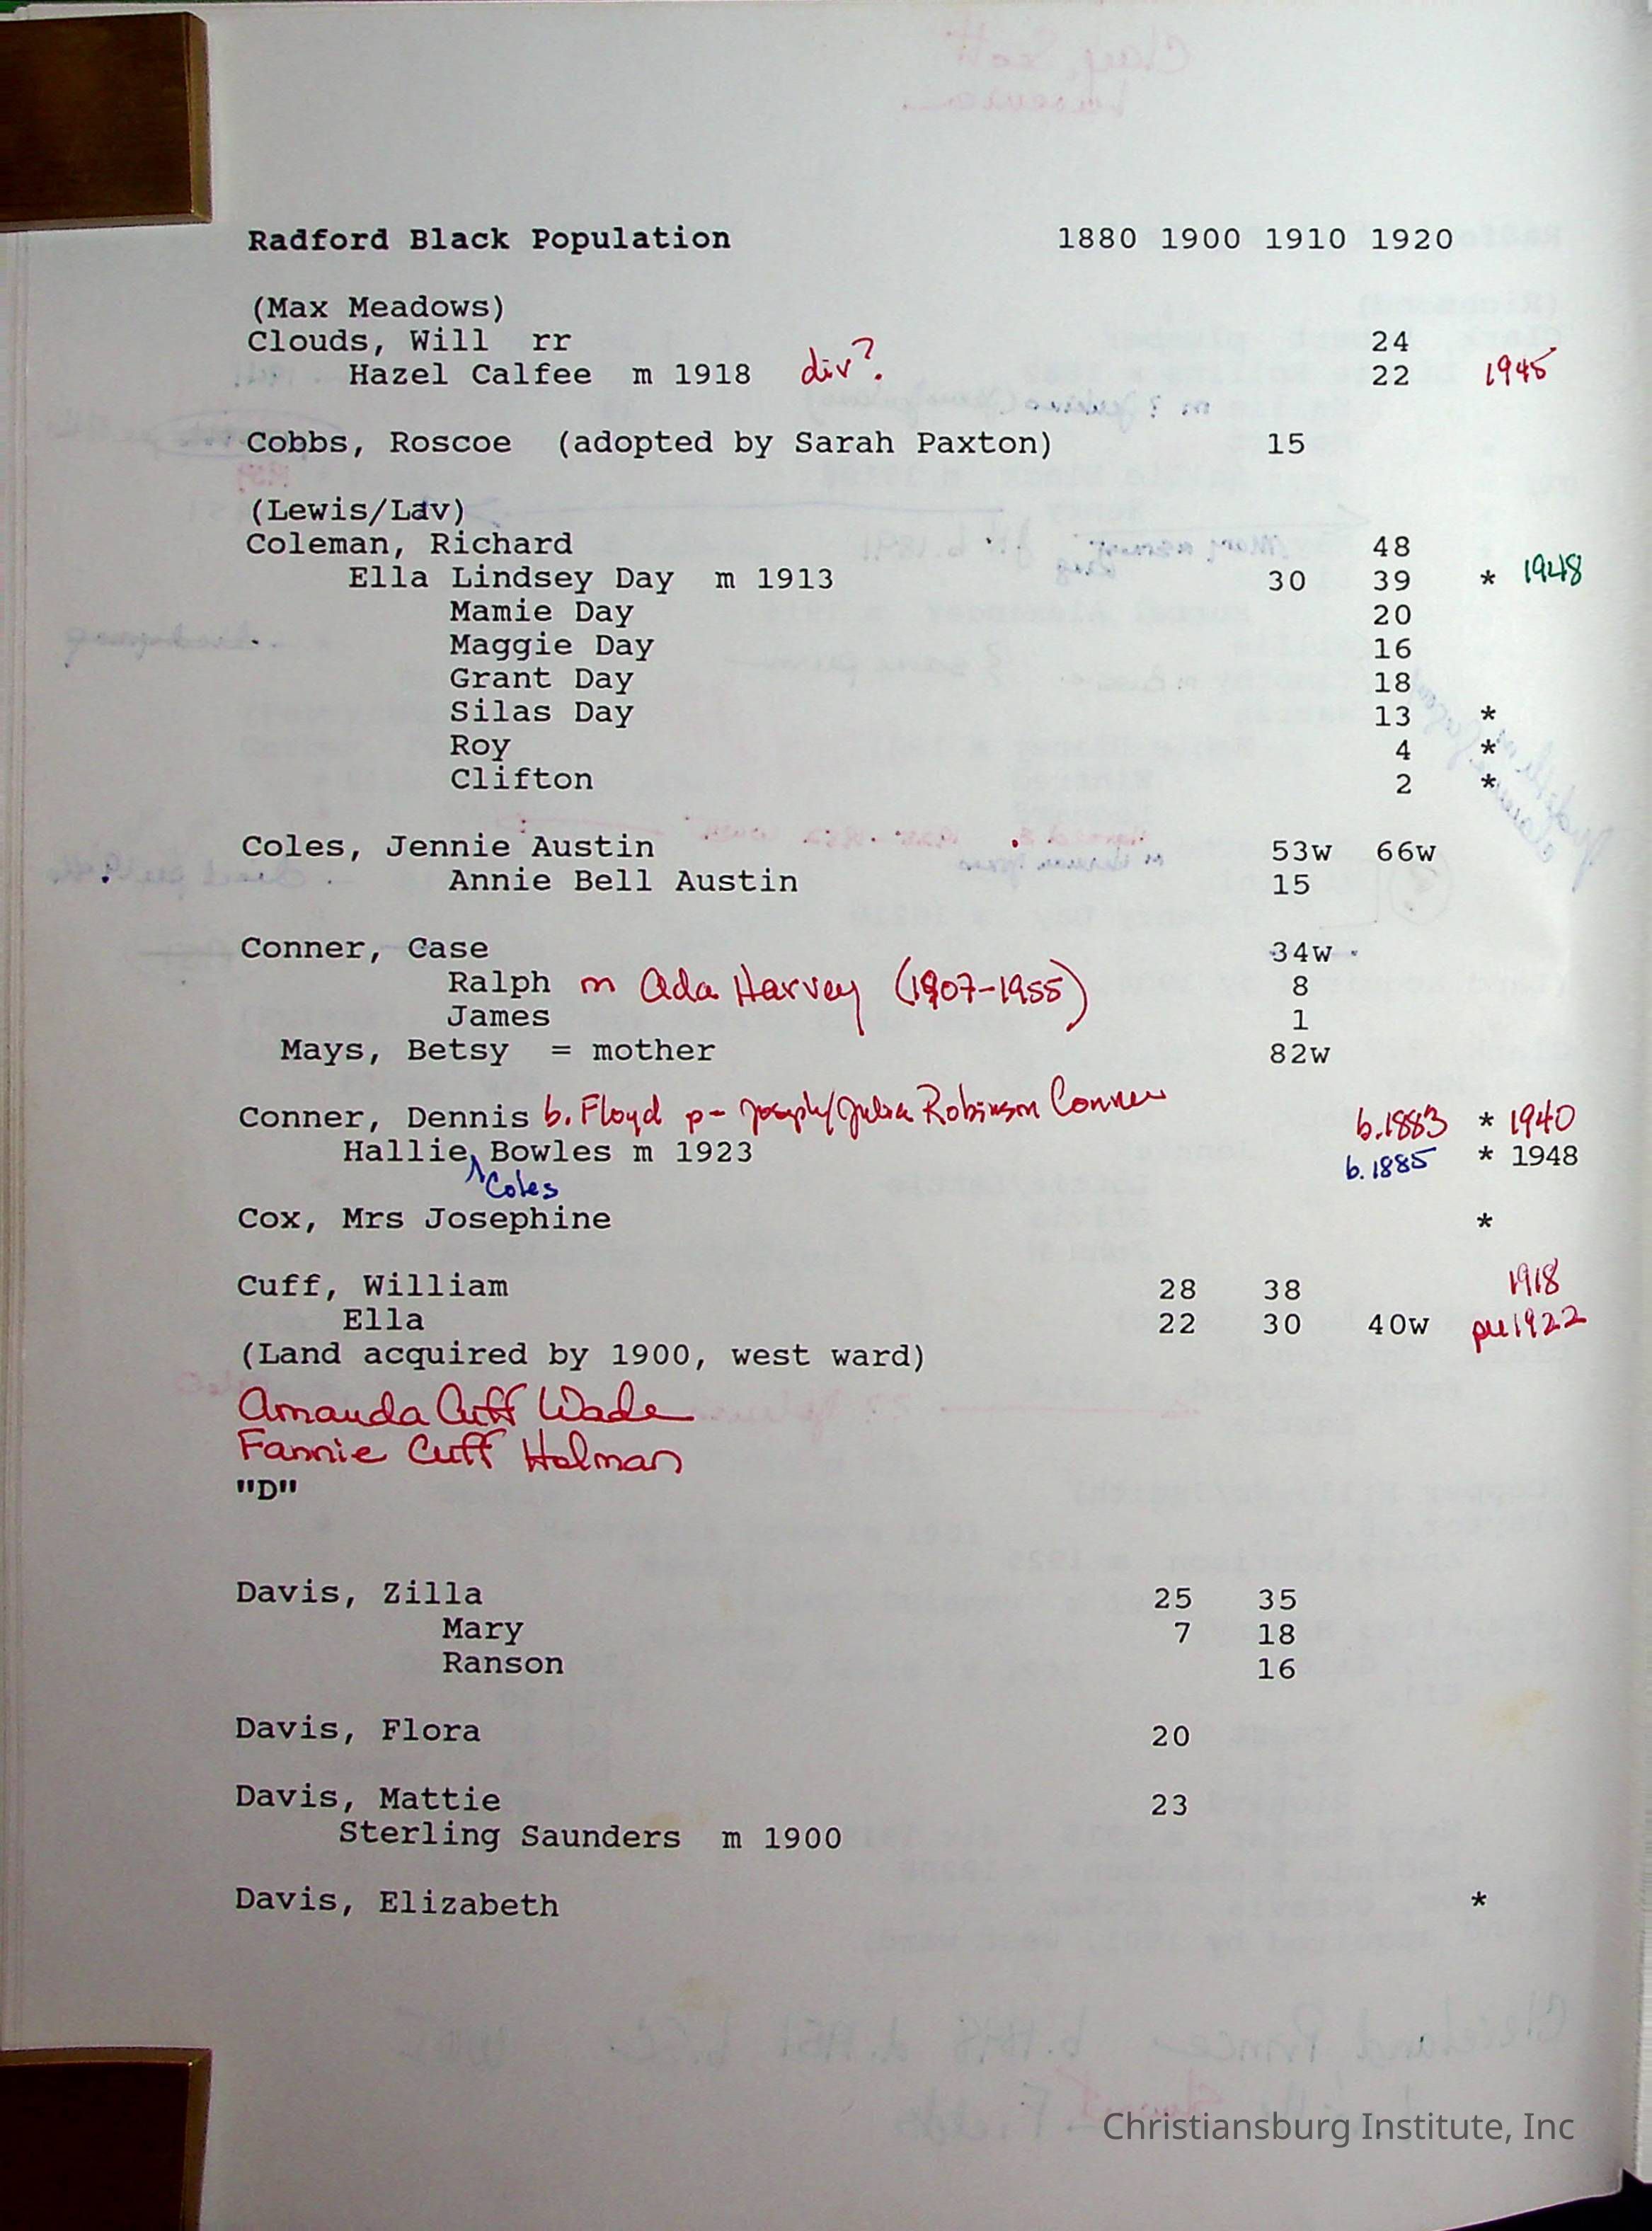 Radford Black Population 1880 1900 1910 1920
(Max Meadows)
Clouds, Will rr 24
Hazel Calfee m 1918 div? 22 1945
Cobbs, Roscoe (adopted by Sarah Paxton) 15
(Lewis/Lav)
Coleman, Richard 48
Ella Lindsey Day m 1913 30 39 * 1948
Mamie Day 20
Maggie Day 16
Grant Day 18
Silas Day 13 *
Roy 4 *
Clifton 2 *
Coles, Jennie Austin 53w 66w
Annie Bell Austin 15
Conner, Case 34w
Ralph m Ada Harvey (1907-1955) 8
James 1
Mays, Betsy = mother 82w
Conner, Dennis b. Floyd p- Joseph/Julia Robinson Conner b.1883 * 1940
Hallie Bowles m 1923 b.1885 * 1948
Coles
Cox, Mrs Josephine *
Cuff, William 28 38 1918
Ella 22 30 40w pre1922
(Land acquired by 1900, west ward)
Amanda Cuff Wade
Fannie Cuff Holman
"D"
Davis, Zilla 25 35
Mary 7 18
Ranson 16
Davis, Flora 20
Davis, Mattie 23
Sterling Saunders m 1900
Davis, Elizabeth *
Christiansburg Institute, Inc